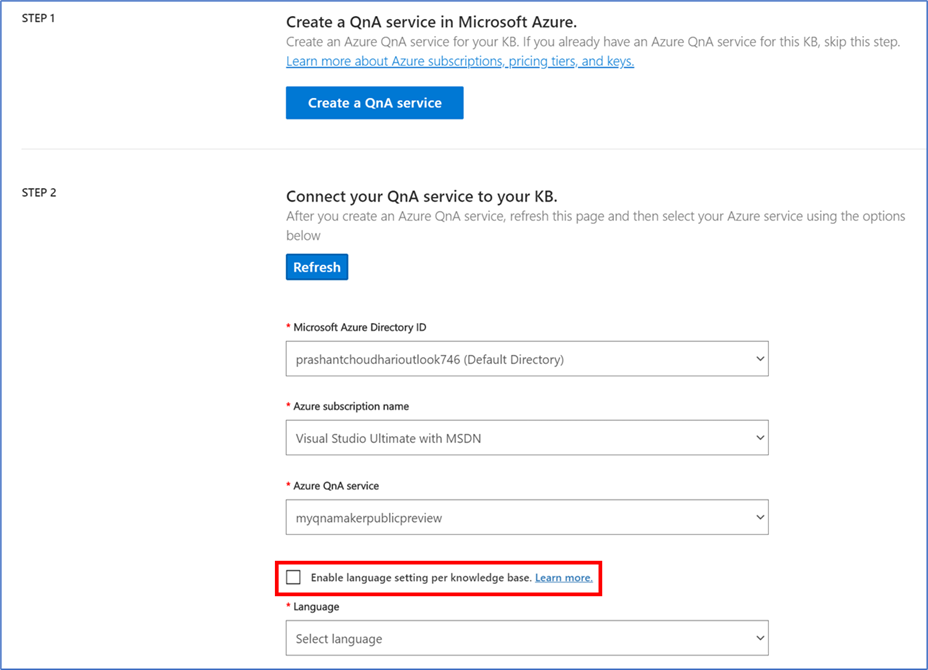 STEP 1
Create a QnA service in Microsoft Azure.
Create an Azure QnA service for your KB. If you already have an Azure QnA service for this KB, skip this step.
Learn more about Azure subscriptions, pricing tiers, and keys.
Create a QnA service
STEP 2
Connect your QnA service to your KB.
After you create an Azure QnA service, refresh this page and then select your Azure service using the options
below
Refresh
* Microsoft Azure Directory ID
prashantchoudharioutlook746 (Default Directory)
* Azure subscription name
Visual Studio Ultimate with MSDN
* Azure QnA service
myqnamakerpublicpreview
Enable language setting per knowledge base. Learn more.
* Language
Select language